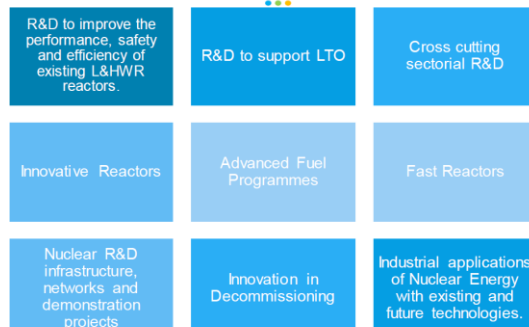 R&D to improve the
performance, safety
and efficiency of
existing L&HWR
reactors.
R&D to support LTO
Cross cutting
sectorial R&D
Innovative Reactors
Advanced Fuel
Programmes
Fast Reactors
Nuclear R&D
infrastructure,
networks and
demonstration
projects
Innovation in
Decommissioning
Industrial applications
of Nuclear Energy
with existing and
future technologies.